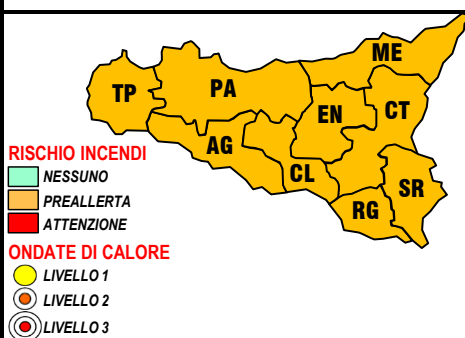 ME
PA
TP
EN
CT
AG
CL
SR
RG
RISCHIO INCENDI
NESSUNO
PREALLERTA
ATTENZIONE
ONDATE DI CALORE
LIVELLO 1
LIVELLO 2
LIVELLO 3